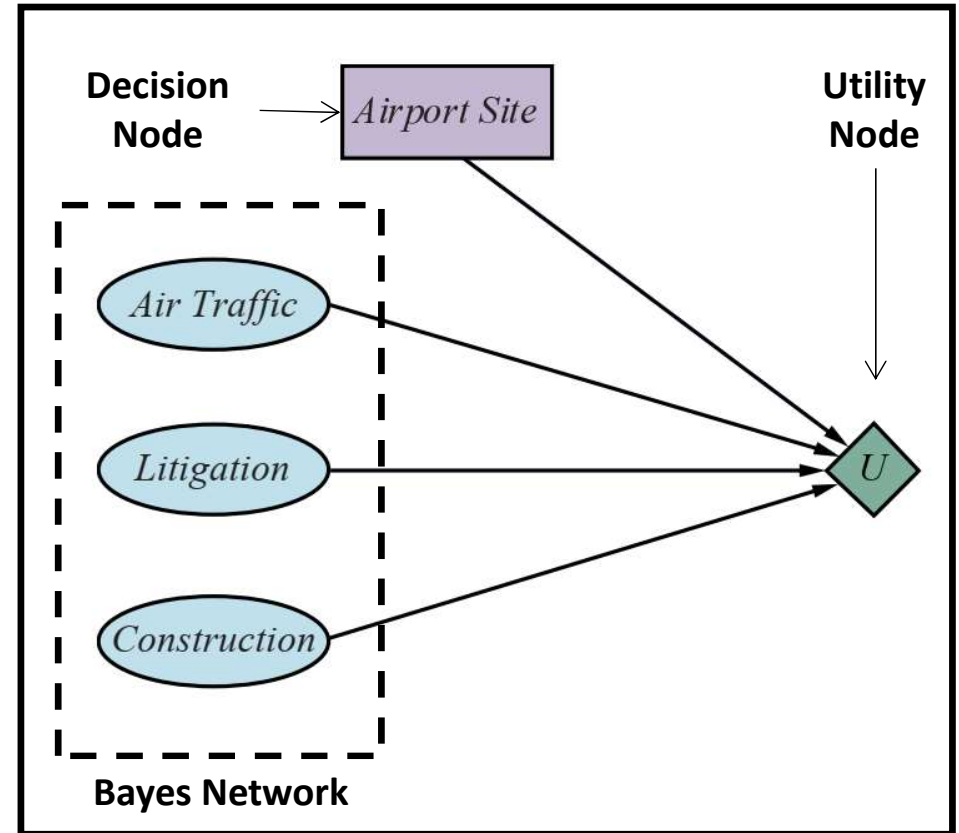 Decision
Node
Airport Site
Utility
Node
Air Traffic
Litigation
U
Construction
Bayes Network